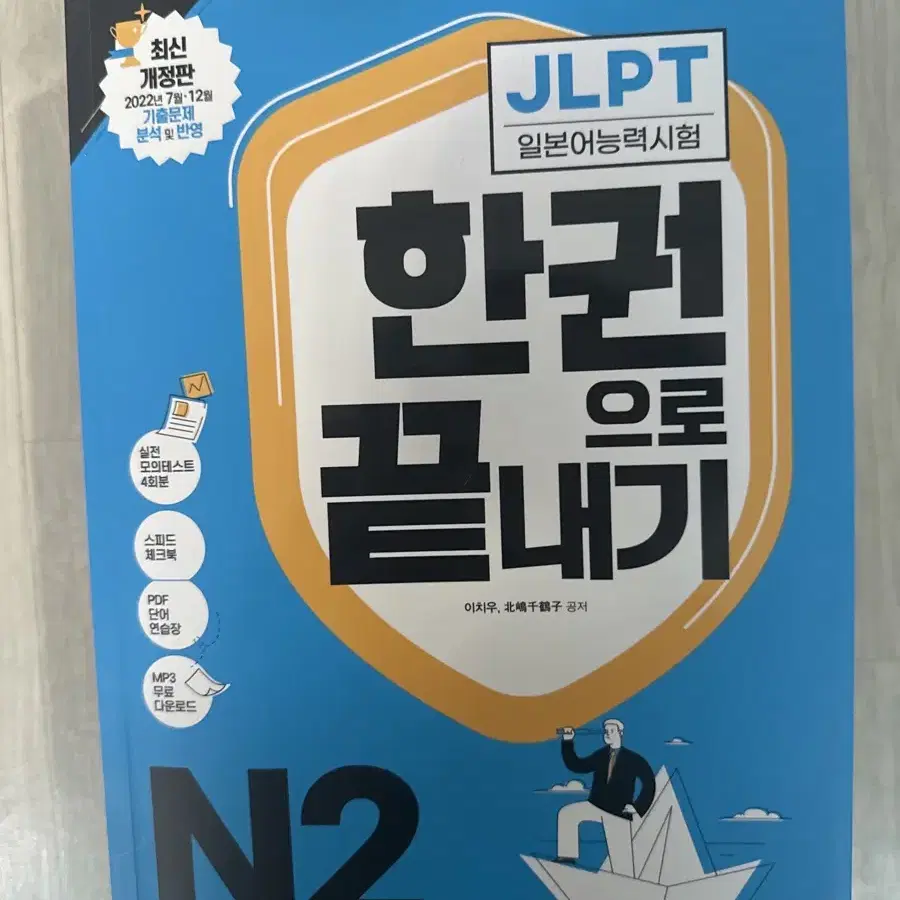 최신
개정판
2022년 7월·12월
기출문제
분석 및 반영
JLPT
일본어능력시험
한권
으로
끝내기
이치우, 北嶋千鶴子 공저
실전
모의테스트
4회분
스피드
체크북
PDF
단어
연습장
MP3
무료
다운로드
N2